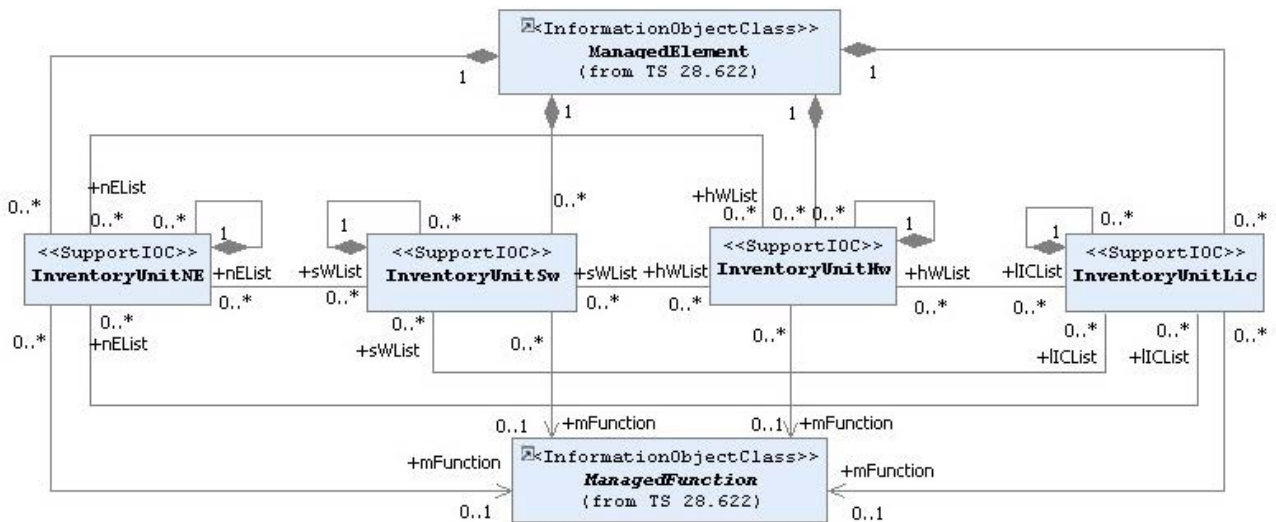 <InformationObjectClass>>
ManagedElement
(from TS 28.622)
1
1
1
1
+nEList
0..*
0..*
0..*
1
1
0..*
0..*
+hWList
0..*
0..*
0..*
1
1
0..*
0..*
<<SupportIOC>>
InventoryUnitNE
<<SupportIOC>>
InventoryUnitSw
<<SupportIOC>>
InventoryUnitHw
<<SupportIOC>>
InventoryUnitLic
+nEList
+sWList
+sWList
+hWList
+hWList
+lICList
0..*
0..*
0..*
0..*
0..*
0..*
0..*
0..*
+nEList
0..*
+sWList
0..*
0..*
0..*
+lICList
0..*
+lICList
0..*
0..1
+mFunction
0..1
+mFunction
+mFunction
0..1
+mFunction
0..1
<InformationObjectClass>>
ManagedFunction
(from TS 28.622)